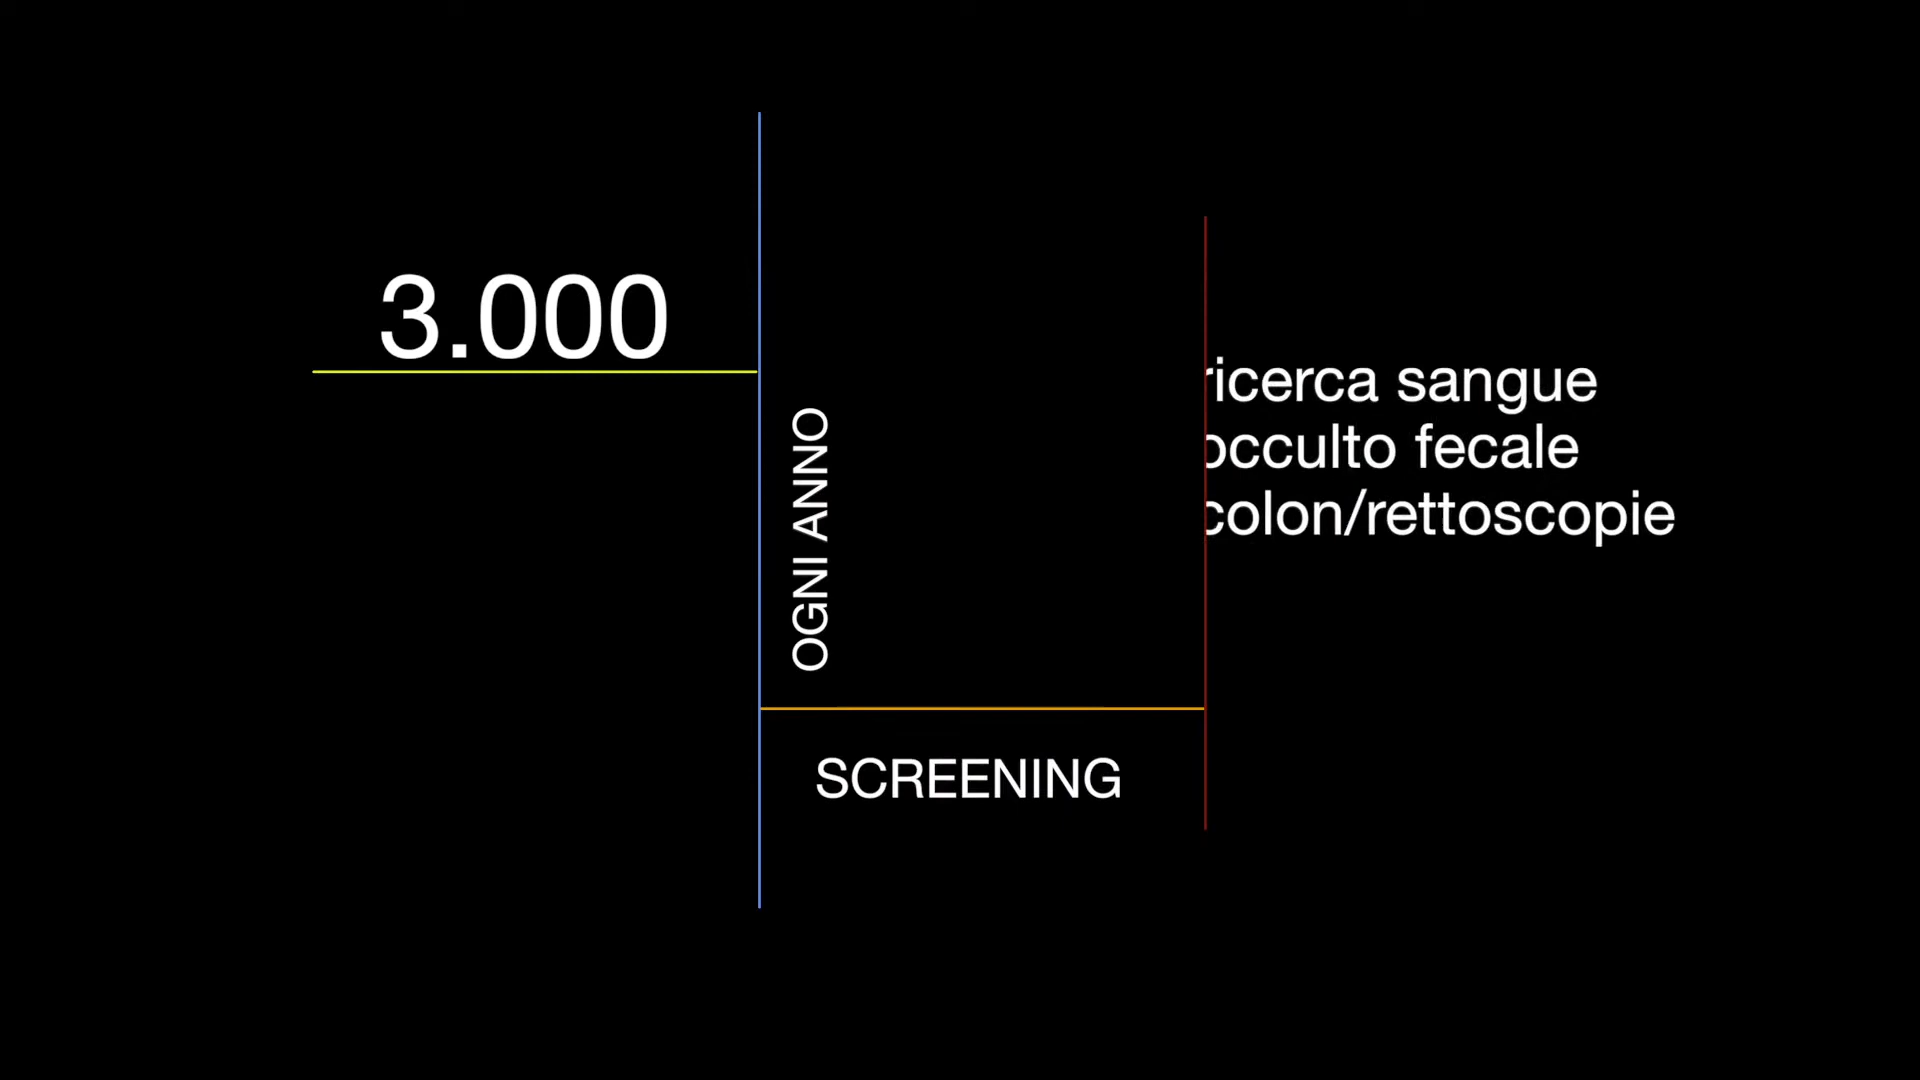 3.000
OGNI ANNO
SCREENING
ricerca sangue
occulto fecale
colon/rettoscopie